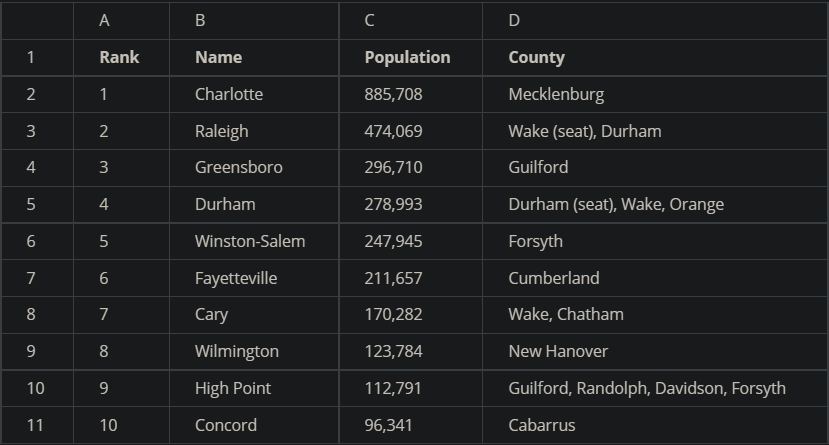 A B C D
1 Rank Name Population County
2 1 Charlotte 885,708 Mecklenburg
3 2 Raleigh 474,069 Wake (seat), Durham
4 3 Greensboro 296,710 Guilford
5 4 Durham 278,993 Durham (seat), Wake, Orange
6 5 Winston-Salem 247,945 Forsyth
7 6 Fayetteville 211,657 Cumberland
8 7 Cary 170,282 Wake, Chatham
9 8 Wilmington 123,784 New Hanover
10 9 High Point 112,791 Guilford, Randolph, Davidson, Forsyth
11 10 Concord 96,341 Cabarrus